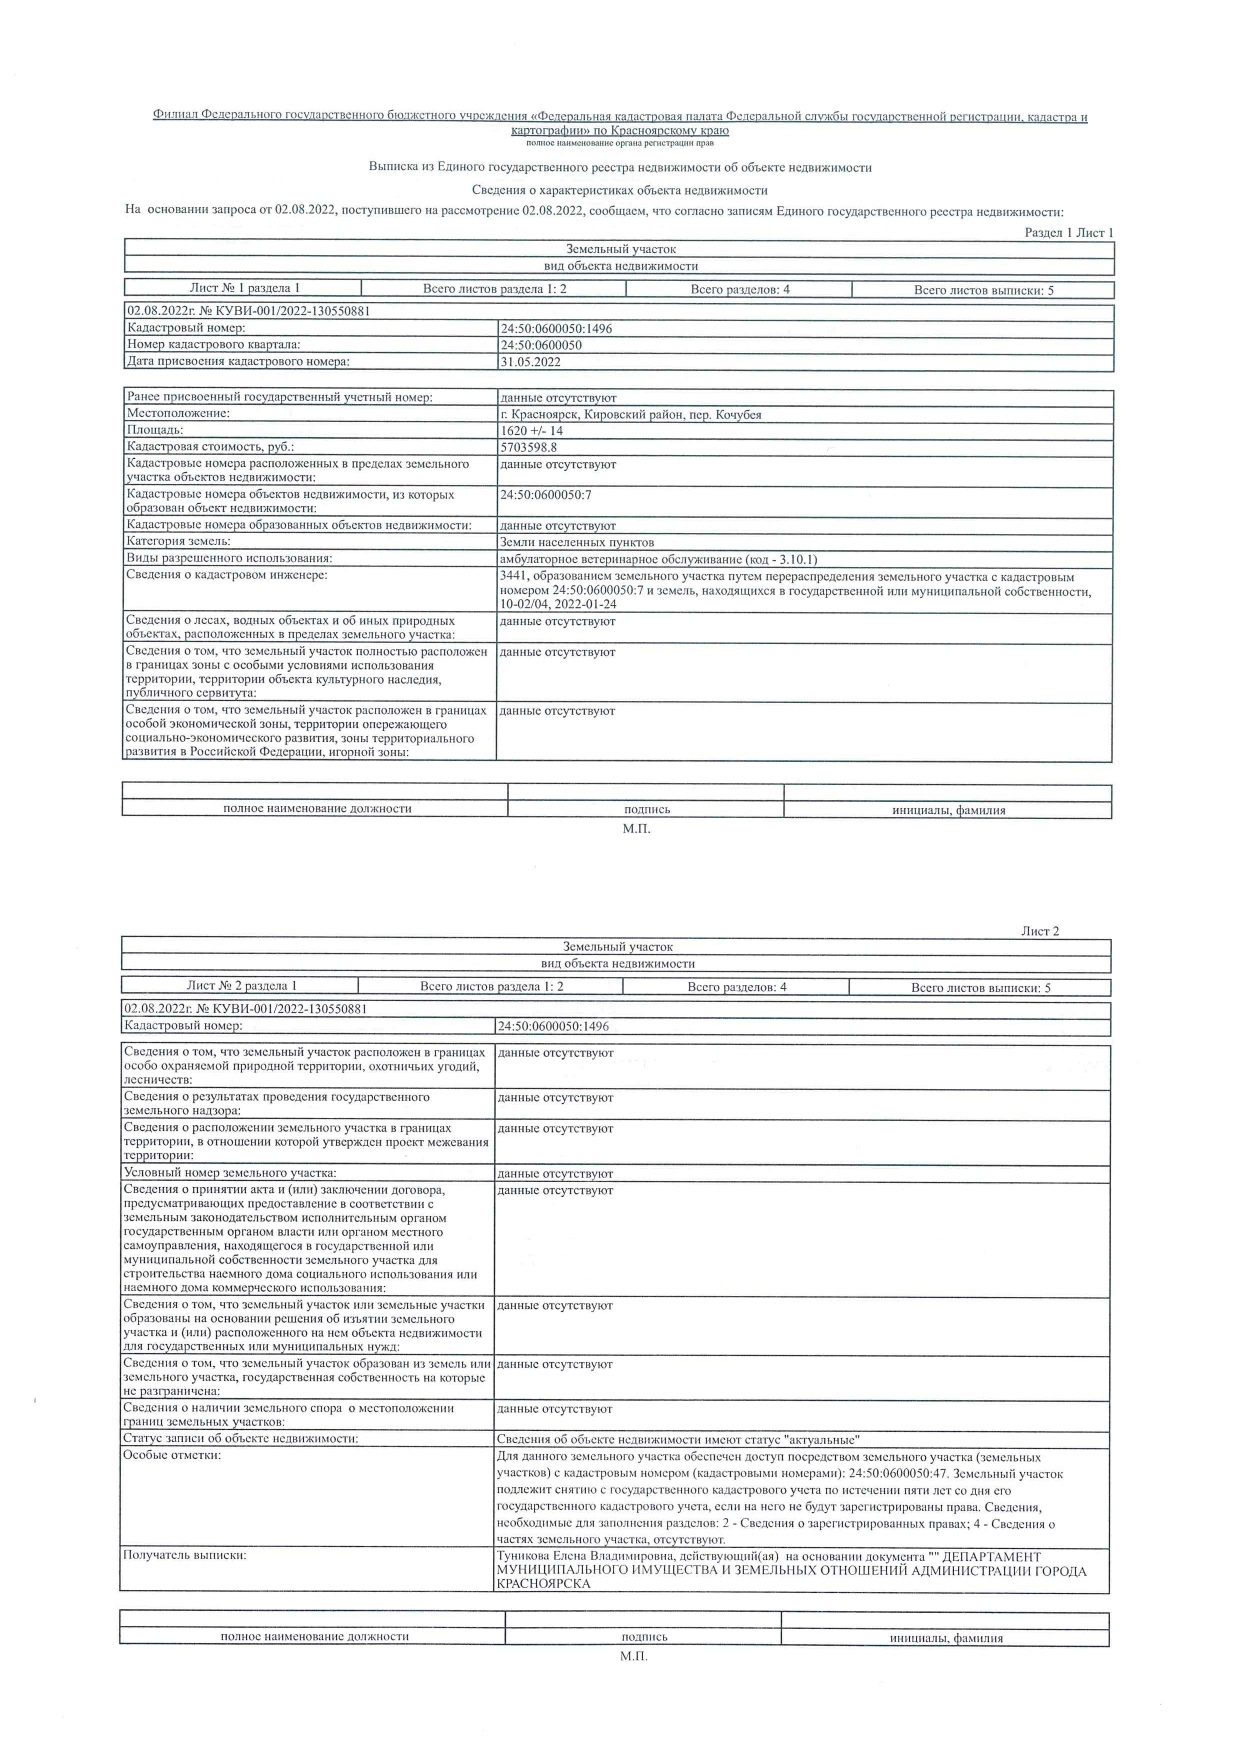 Филиал Федерального государственного бюджетного учреждения «Федеральная кадастровая палата Федеральной службы государственной регистрации, кадастра и
картографии» по Красноярскому краю
полное наименование органа регистрации прав
Выписка из Единого государственного реестра недвижимости об объекте недвижимости
Сведения о характеристиках объекта недвижимости
На основании запроса от 02.08.2022, поступившего на рассмотрение 02.08.2022, сообщаем, что согласно записям Единого государственного реестра недвижимости:
Раздел 1 Лист 1
Земельный участок
вид объекта недвижимости
Лист № 1 раздела 1 Всего листов раздела 1: 2 Всего разделов: 4 Всего листов выписки: 5
02.08.2022г. № КУВИ-001/2022-130550881
Кадастровый номер: 24:50:0600050:1496
Номер кадастрового квартала: 24:50:0600050
Дата присвоения кадастрового номера: 31.05.2022
Ранее присвоенный государственный учетный номер: данные отсутствуют
Местоположение: г. Красноярск, Кировский район, пер. Кочубея
Площадь: 1620 +/- 14
Кадастровая стоимость, руб.: 5703598.8
Кадастровые номера расположенных в пределах земельного данные отсутствуют
участка объектов недвижимости:
Кадастровые номера объектов недвижимости, из которых 24:50:0600050:7
образован объект недвижимости:
Кадастровые номера образованных объектов недвижимости: данные отсутствуют
Категория земель: Земли населенных пунктов
Виды разрешенного использования: амбулаторное ветеринарное обслуживание (код - 3.10.1)
Сведения о кадастровом инженере: 3441, образованием земельного участка путем перераспределения земельного участка с кадастровым
номером 24:50:0600050:7 и земель, находящихся в государственной или муниципальной собственности,
10-02/04, 2022-01-24
Сведения о лесах, водных объектах и об иных природных данные отсутствуют
объектах, расположенных в пределах земельного участка:
Сведения о том, что земельный участок полностью расположен данные отсутствуют
в границах зоны с особыми условиями использования
территории, территории объекта культурного наследия,
публичного сервитута:
Сведения о том, что земельный участок расположен в границах данные отсутствуют
особой экономической зоны, территории опережающего
социально-экономического развития, зоны территориального
развития в Российской Федерации, игорной зоны:
полное наименование должности подпись инициалы, фамилия
М.П.
Лист 2
Земельный участок
вид объекта недвижимости
Лист № 2 раздела 1 Всего листов раздела 1: 2 Всего разделов: 4 Всего листов выписки: 5
02.08.2022г. № КУВИ-001/2022-130550881
Кадастровый номер: 24:50:0600050:1496
Сведения о том, что земельный участок расположен в границах данные отсутствуют
особо охраняемой природной территории, охотничьих угодий,
лесничеств:
Сведения о результатах проведения государственного данные отсутствуют
земельного надзора:
Сведения о расположении земельного участка в границах данные отсутствуют
территории, в отношении которой утвержден проект межевания
территории:
Условный номер земельного участка: данные отсутствуют
Сведения о принятии акта и (или) заключении договора, данные отсутствуют
предусматривающих предоставление в соответствии с
земельным законодательством исполнительным органом
государственным органом власти или органом местного
самоуправления, находящегося в государственной или
муниципальной собственности земельного участка для
строительства наемного дома социального использования или
наемного дома коммерческого использования:
Сведения о том, что земельный участок или земельные участки данные отсутствуют
образованы на основании решения об изъятии земельного
участка и (или) расположенного на нем объекта недвижимости
для государственных или муниципальных нужд:
Сведения о том, что земельный участок образован из земель или данные отсутствуют
земельного участка, государственная собственность на которые
не разграничена:
Сведения о наличии земельного спора о местоположении данные отсутствуют
границ земельных участков:
Статус записи об объекте недвижимости: Сведения об объекте недвижимости имеют статус "актуальные"
Особые отметки: Для данного земельного участка обеспечен доступ посредством земельного участка (земельных
участков) с кадастровым номером (кадастровыми номерами): 24:50:0600050:47. Земельный участок
подлежит снятию с государственного кадастрового учета по истечении пяти лет со дня его
государственного кадастрового учета, если на него не будут зарегистрированы права. Сведения,
необходимые для заполнения разделов: 2 - Сведения о зарегистрированных правах; 4 - Сведения о
частях земельного участка, отсутствуют.
Получатель выписки: Туникова Елена Владимировна, действующий(ая) на основании документа "" ДЕПАРТАМЕНТ
МУНИЦИПАЛЬНОГО ИМУЩЕСТВА И ЗЕМЕЛЬНЫХ ОТНОШЕНИЙ АДМИНИСТРАЦИИ ГОРОДА
КРАСНОЯРСКА
полное наименование должности подпись инициалы, фамилия
М.П.